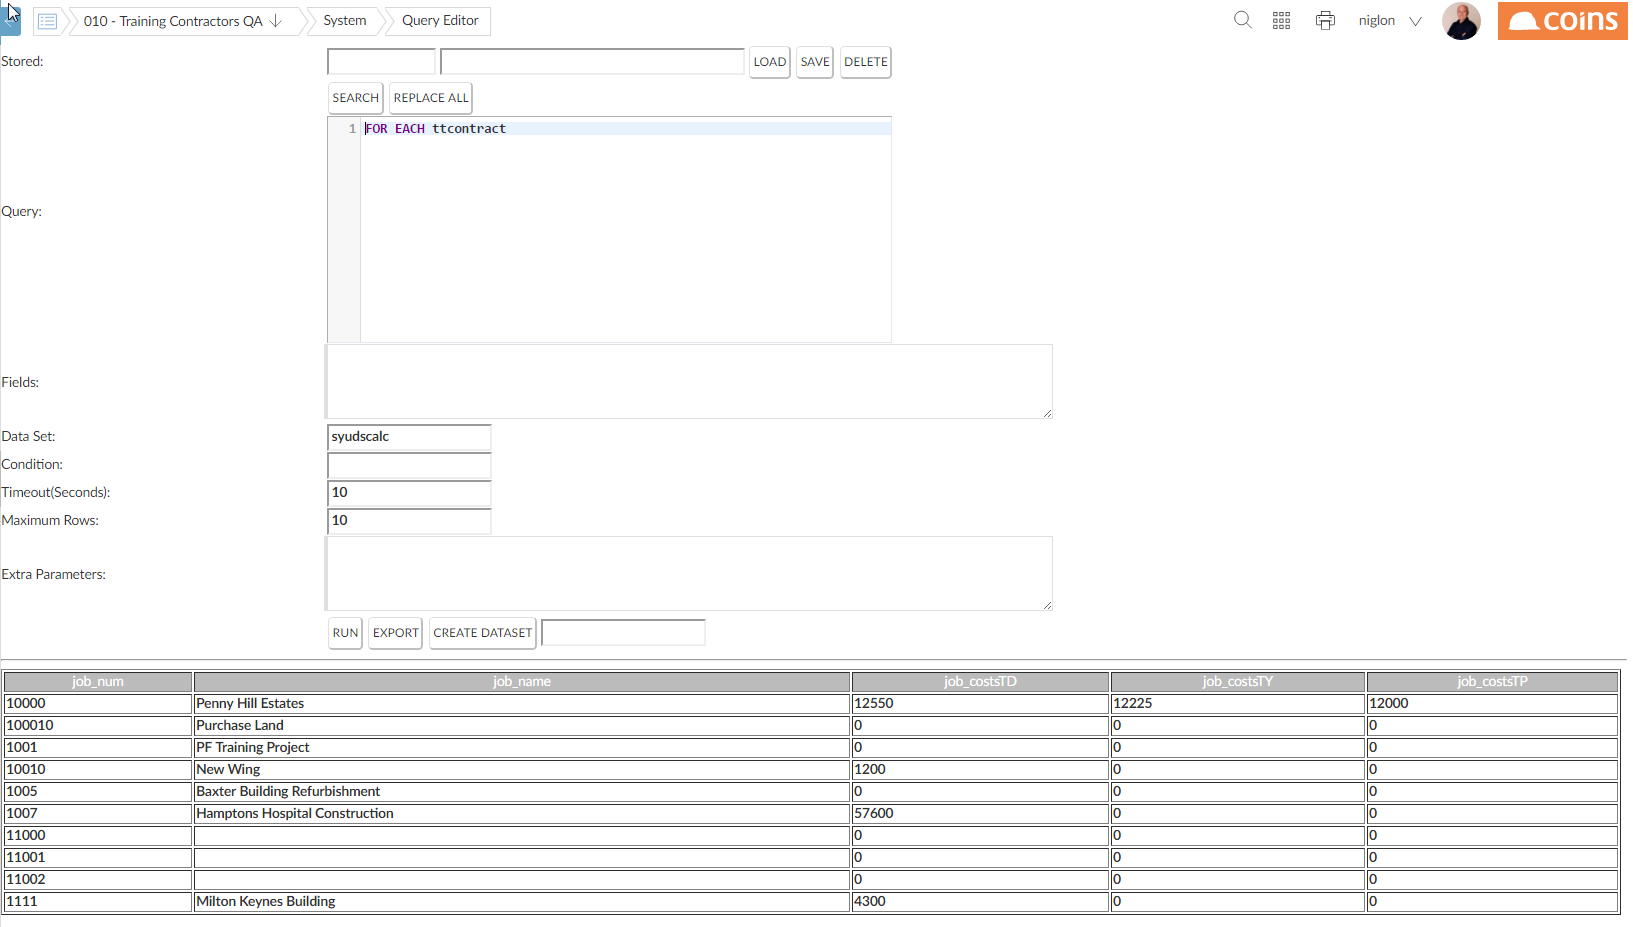 010 - Training Contractors QA System Query Editor niglon coins
Stored: LOAD SAVE DELETE
SEARCH REPLACE ALL
1 FOR EACH ttcontract
Query:
Fields:
Data Set: syudscalc
Condition:
Timeout(Seconds): 10
Maximum Rows: 10
Extra Parameters:
RUN EXPORT CREATE DATASET
job_num job_name job_costsTD job_costsTY job_costsTP
10000 Penny Hill Estates 12550 12225 12000
100010 Purchase Land 0 0 0
1001 PF Training Project 0 0 0
10010 New Wing 1200 0 0
1005 Baxter Building Refurbishment 0 0 0
1007 Hamptons Hospital Construction 57600 0 0
11000 0 0 0
11001 0 0 0
11002 0 0 0
1111 Milton Keynes Building 4300 0 0